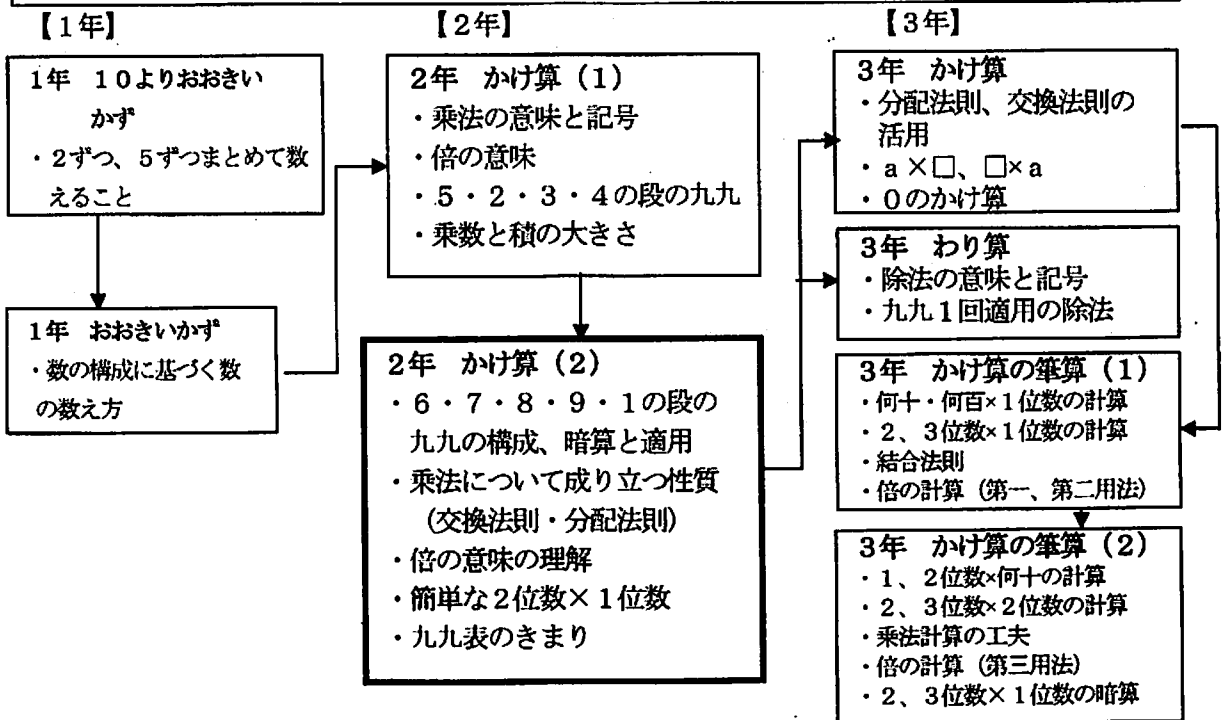 【1年】
1年 10よりおおきい
かず
・2ずつ、5ずつまとめて数
えること
1年 おおきいかず
・数の構成に基づく数
の数え方
【2年】
2年 かけ算（1）
・乗法の意味と記号
・倍の意味
・5・2・3・4の段の九九
・乗数と積の大きさ
2年 かけ算（2）
・6・7・8・9・1の段の
九九の構成、暗算と適用
・乗法について成り立つ性質
（交換法則・分配法則）
・倍の意味の理解
・簡単な2位数×1位数
・九九表のきまり
【3年】
3年 かけ算
・分配法則、交換法則の
活用
・a×□、□×a
・0のかけ算
3年 わり算
・除法の意味と記号
・九九1回適用の除法
3年 かけ算の筆算（1）
・何十・何百×1位数の計算
・2、3位数×1位数の計算
・結合法則
・倍の計算（第一、第二用法）
3年 かけ算の筆算（2）
・1、2位数×何十の計算
・2、3位数×2位数の計算
・乗法計算の工夫
・倍の計算（第三用法）
・2、3位数×1位数の暗算